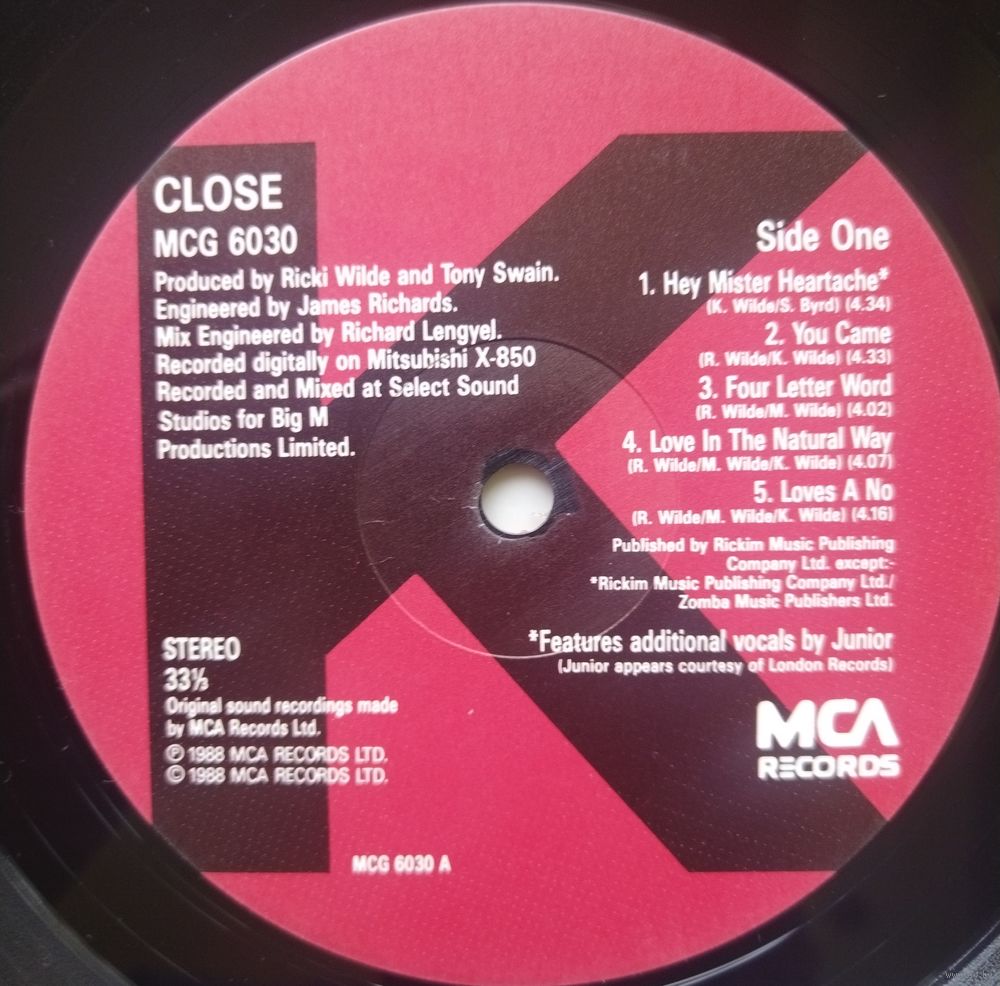 CLOSE
MCG 6030
Produced by Ricki Wilde and Tony Swain.
Engineered by James Richards.
Mix Engineered by Richard Lengyel.
Recorded digitally on Mitsubishi X-850
Recorded and Mixed at Select Sound
Studios for Big M
Productions Limited.
Side One
1. Hey Mister Heartache*
(K. Wilde/S. Byrd) (4.34)
2. You Came
(R. Wilde/K. Wilde) (4.33)
3. Four Letter Word
(R. Wilde/M. Wilde) (4.02)
4. Love In The Natural Way
(R. Wilde/M. Wilde/K. Wilde) (4.07)
5. Loves A No
(R. Wilde/M. Wilde/K. Wilde) (4.16)
Published by Rickim Music Publishing
Company Ltd. except:-
*Rickim Music Publishing Company Ltd./
Zomba Music Publishers Ltd.
*Features additional vocals by Junior
(Junior appears courtesy of London Records)
STEREO
33⅓
Original sound recordings made
by MCA Records Ltd.
℗ 1988 MCA RECORDS LTD.
© 1988 MCA RECORDS LTD.
MCA
RECORDS
MCG 6030 A
K